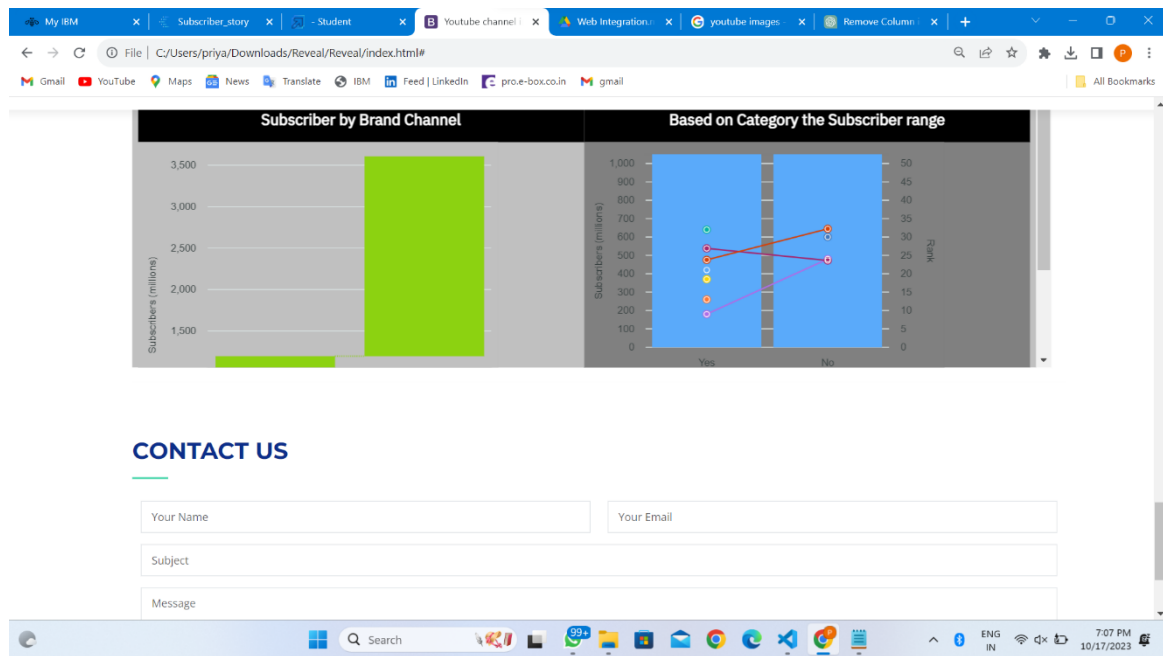 My IBM
Subscriber_story
- Student
Youtube channel
Web Integration.
youtube images -
Remove Column
File C:/Users/priya/Downloads/Reveal/Reveal/index.html#
P
Gmail YouTube Maps News Translate IBM Feed | LinkedIn pro.e-box.co.in gmail All Bookmarks
Subscriber by Brand Channel
3,500
3,000
2,500
2,000
1,500
Subscribers (millions)
Based on Category the Subscriber range
1,000
900
800
700
600
500
400
300
200
100
0
Subscribers (millions)
50
45
40
35
30
25
20
15
10
5
0
Rank
Yes No
CONTACT US
Your Name
Your Email
Subject
Message
Search
99+
ENG
IN
7:07 PM
10/17/2023